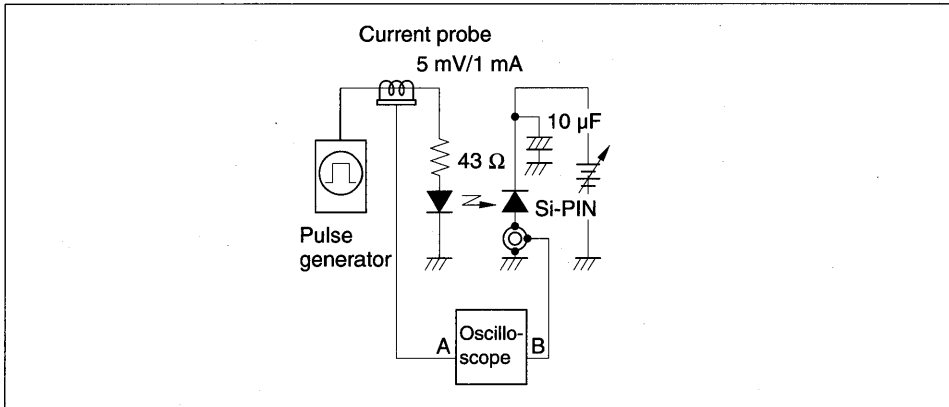 Current probe
5 mV/1 mA
10 µF
43 Ω
Si-PIN
Pulse
generator
A
Oscillo-
scope
B